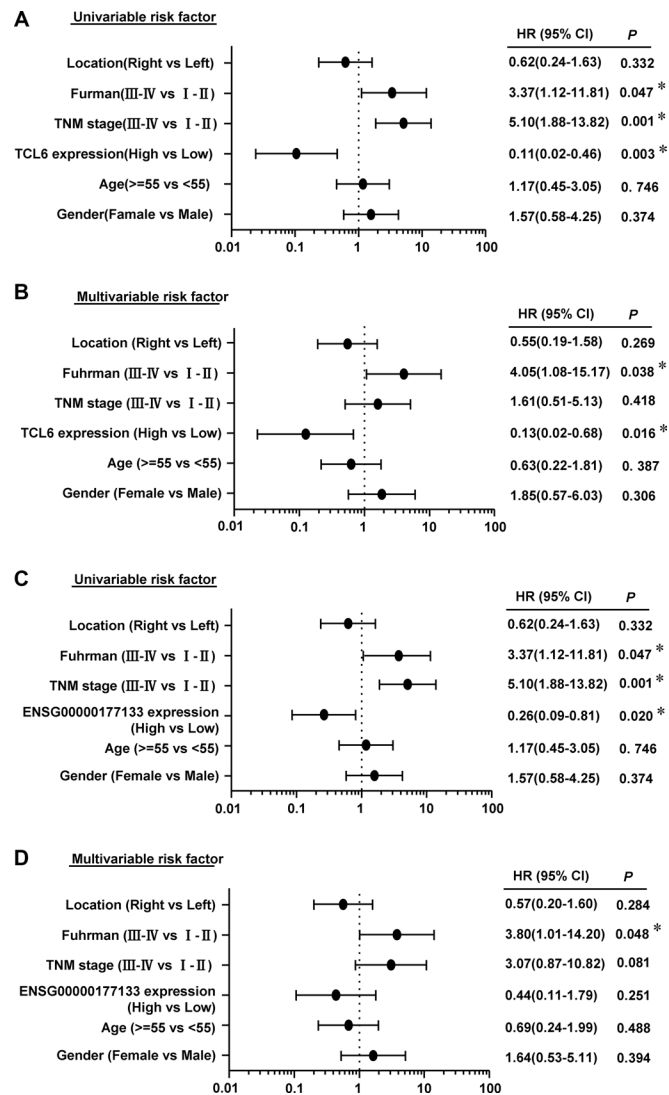 A
Univariable risk factor
HR (95% CI) P
Location(Right vs Left) 0.62(0.24-1.63) 0.332
Furman(III-IV vs I-II) 3.37(1.12-11.81) 0.047 *
TNM stage(III-IV vs I-II) 5.10(1.88-13.82) 0.001 *
TCL6 expression(High vs Low) 0.11(0.02-0.46) 0.003 *
Age(>=55 vs <55) 1.17(0.45-3.05) 0. 746
Gender(Famale vs Male) 1.57(0.58-4.25) 0.374
0.01 0.1 1 10 100
B
Multivariable risk factor
HR (95% CI) P
Location (Right vs Left) 0.55(0.19-1.58) 0.269
Fuhrman (III-IV vs I-II) 4.05(1.08-15.17) 0.038 *
TNM stage (III-IV vs I-II) 1.61(0.51-5.13) 0.418
TCL6 expression (High vs Low) 0.13(0.02-0.68) 0.016 *
Age (>=55 vs <55) 0.63(0.22-1.81) 0. 387
Gender (Female vs Male) 1.85(0.57-6.03) 0.306
0.01 0.1 1 10 100
C
Univariable risk factor
HR (95% CI) P
Location (Right vs Left) 0.62(0.24-1.63) 0.332
Fuhrman (III-IV vs I-II) 3.37(1.12-11.81) 0.047 *
TNM stage (III-IV vs I-II) 5.10(1.88-13.82) 0.001 *
ENSG00000177133 expression 0.26(0.09-0.81) 0.020 *
(High vs Low)
Age (>=55 vs <55) 1.17(0.45-3.05) 0. 746
Gender (Female vs Male) 1.57(0.58-4.25) 0.374
0.01 0.1 1 10 100
D
Multivariable risk factor
HR (95% CI) P
Location (Right vs Left) 0.57(0.20-1.60) 0.284
Fuhrman (III-IV vs I-II) 3.80(1.01-14.20) 0.048 *
TNM stage (III-IV vs I-II) 3.07(0.87-10.82) 0.081
ENSG00000177133 expression 0.44(0.11-1.79) 0.251
(High vs Low)
Age (>=55 vs <55) 0.69(0.24-1.99) 0.488
Gender (Female vs Male) 1.64(0.53-5.11) 0.394
0.01 0.1 1 10 100